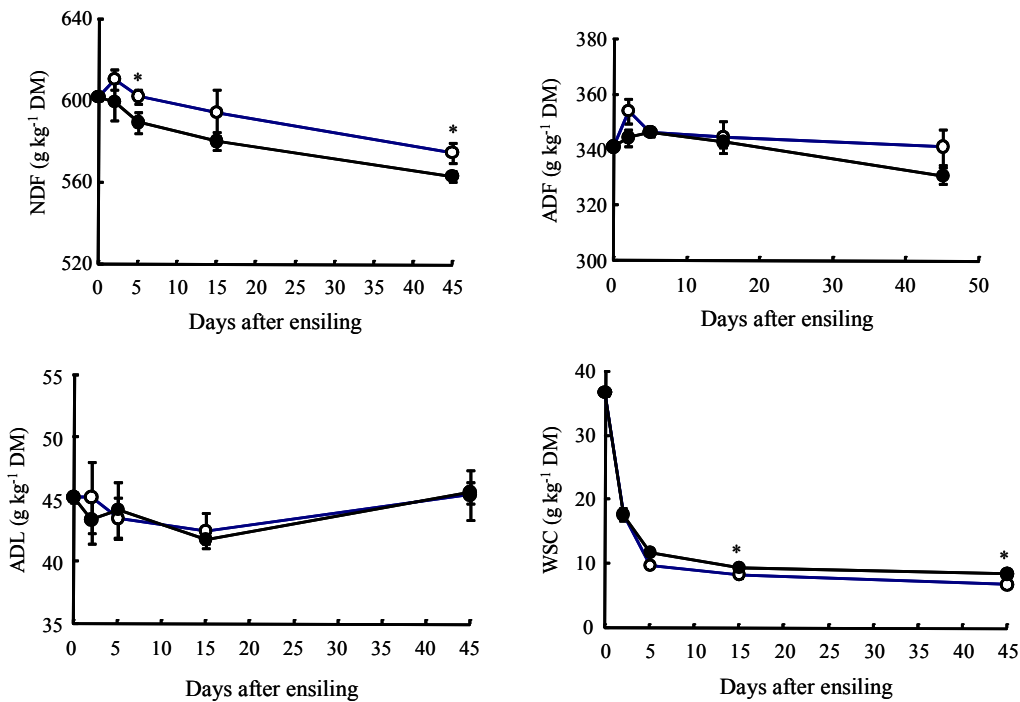 640
600
560
520
NDF (g kg⁻¹ DM)
*
*
0 5 10 15 20 25 30 35 40 45
Days after ensiling
380
360
340
320
300
ADF (g kg⁻¹ DM)
0 10 20 30 40 50
Days after ensiling
55
50
45
40
35
ADL (g kg⁻¹ DM)
0 5 10 15 20 25 30 35 40 45
Days after ensiling
40
30
20
10
0
WSC (g kg⁻¹ DM)
*
*
0 5 10 15 20 25 30 35 40 45
Days after ensiling